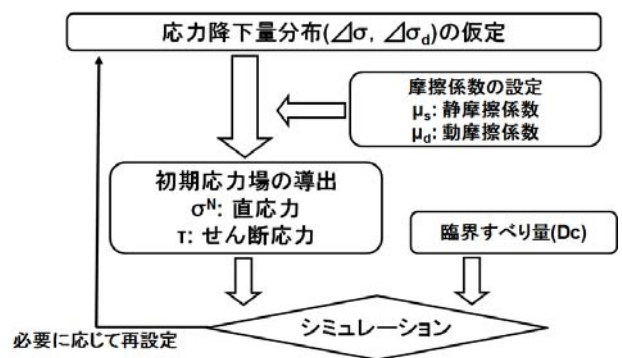 応力降下量分布(⊿σ, ⊿σd)の仮定
摩擦係数の設定
μs: 静摩擦係数
μd: 動摩擦係数
初期応力場の導出
σN: 直応力
τ: せん断応力
臨界すべり量(Dc)
シミュレーション
必要に応じて再設定